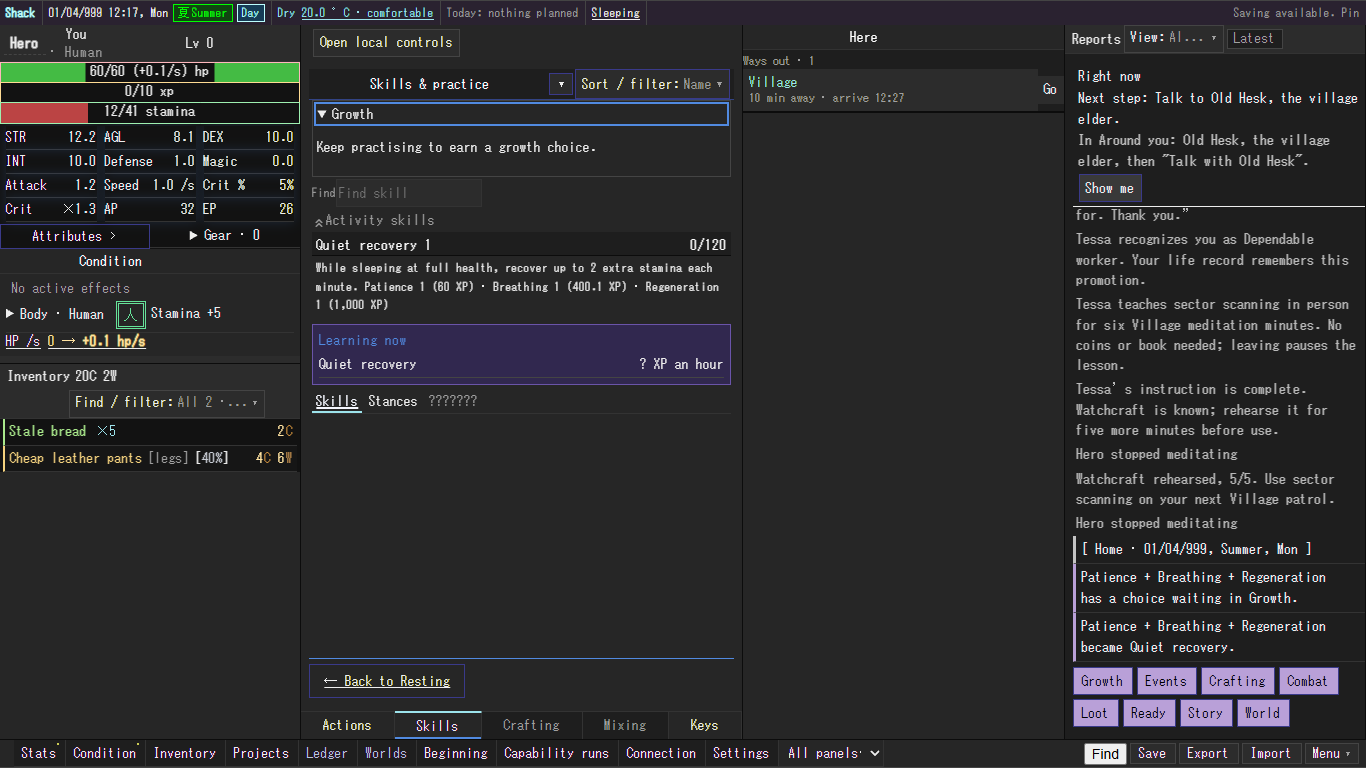 Shack 01/04/999 12:17, Mon 夏Summer Day Dry 20.0°C · comfortable Today: nothing planned Sleeping Saving available. Pin
Hero · You Human Lv 0
60/60 (+0.1/s) hp
0/10 xp
12/41 stamina
STR 12.2 AGL 8.1 DEX 10.0
INT 10.0 Defense 1.0 Magic 0.0
Attack 1.2 Speed 1.0 /s Crit % 5%
Crit ×1.3 AP 32 EP 26
Attributes >
▶ Gear · 0
Condition
No active effects
▶ Body · Human 人 Stamina +5
HP /s 0 → +0.1 hp/s
Inventory 20C 2W
Find / filter: All 2 ·... ▾
Stale bread ×5 2C
Cheap leather pants [legs] [40%] 4C 6W
Open local controls
Skills & practice ▾ Sort / filter: Name ▾
▼ Growth
Keep practising to earn a growth choice.
Find Find skill
Activity skills
Quiet recovery 1 0/120
While sleeping at full health, recover up to 2 extra stamina each
minute. Patience 1 (60 XP) · Breathing 1 (400.1 XP) · Regeneration
1 (1,000 XP)
Learning now
Quiet recovery ? XP an hour
Skills Stances ???????
← Back to Resting
Actions Skills Crafting Mixing Keys
Here
Ways out · 1
Village
10 min away · arrive 12:27
Go
Reports View: Al... ▾ Latest
Right now
Next step: Talk to Old Hesk, the village
elder.
In Around you: Old Hesk, the village
elder, then "Talk with Old Hesk".
Show me
for. Thank you.”
Tessa recognizes you as Dependable
worker. Your life record remembers this
promotion.
Tessa teaches sector scanning in person
for six Village meditation minutes. No
coins or book needed; leaving pauses the
lesson.
Tessa’s instruction is complete.
Watchcraft is known; rehearse it for
five more minutes before use.
Hero stopped meditating
Watchcraft rehearsed, 5/5. Use sector
scanning on your next Village patrol.
Hero stopped meditating
[ Home · 01/04/999, Summer, Mon ]
Patience + Breathing + Regeneration
has a choice waiting in Growth.
Patience + Breathing + Regeneration
became Quiet recovery.
Growth Events Crafting Combat
Loot Ready Story World
Stats Condition Inventory Projects Ledger Worlds Beginning Capability runs Connection Settings All panels Find Save Export Import Menu ▾